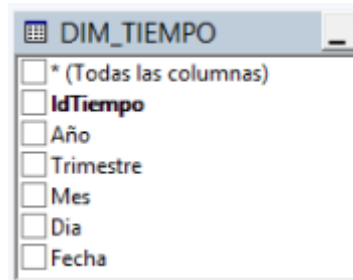 DIM_TIEMPO
* (Todas las columnas)
IdTiempo
Año
Trimestre
Mes
Dia
Fecha